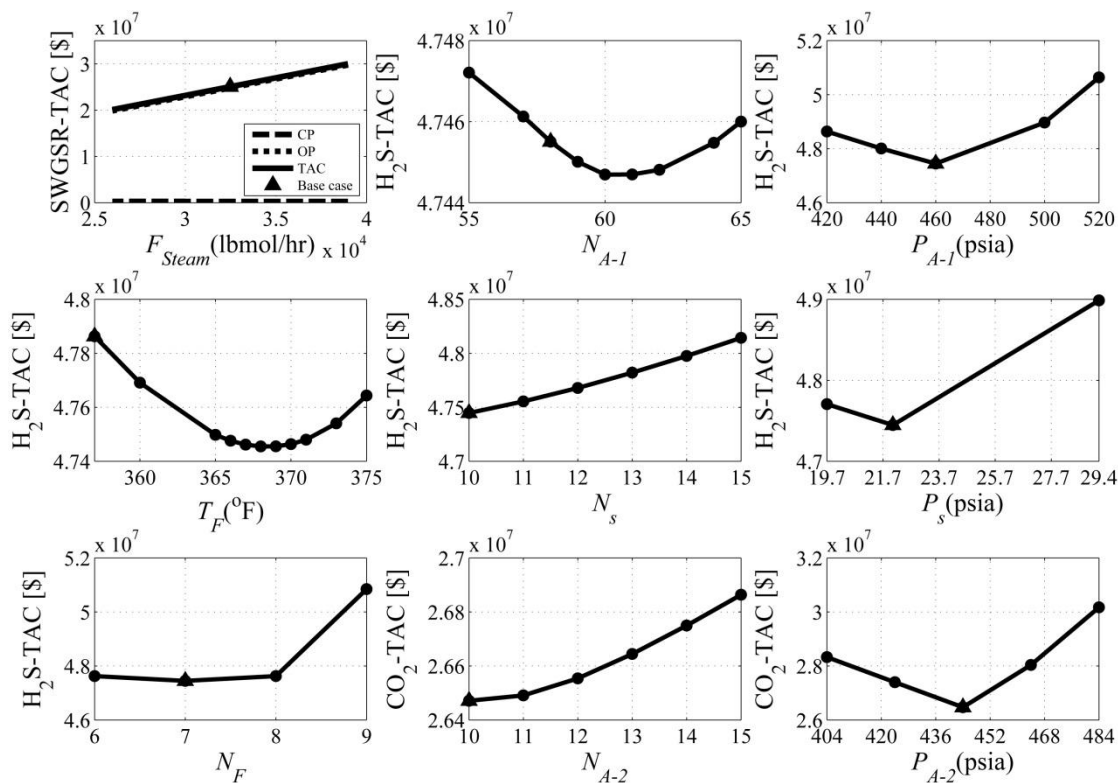 x 10^7
SWGSR-TAC [$]
3
2
1
0
2.5 3 3.5 4
F_Steam(lbmol/hr) x 10^4
CP
OP
TAC
Base case
x 10^7
H2S-TAC [$]
4.748
4.746
4.744
55 60 65
N_A-1
x 10^7
H2S-TAC [$]
5.2
5
4.8
4.6
420 440 460 480 500 520
P_A-1(psia)
x 10^7
H2S-TAC [$]
4.8
4.78
4.76
4.74
360 365 370 375
T_F(°F)
x 10^7
H2S-TAC [$]
4.85
4.8
4.75
4.7
10 11 12 13 14 15
N_s
x 10^7
H2S-TAC [$]
4.9
4.8
4.7
19.7 21.7 23.7 25.7 27.7 29.4
P_s(psia)
x 10^7
H2S-TAC [$]
5.2
5
4.8
4.6
6 7 8 9
N_F
x 10^7
CO2-TAC [$]
2.7
2.68
2.66
2.64
10 11 12 13 14 15
N_A-2
x 10^7
CO2-TAC [$]
3.2
3
2.8
2.6
404 420 436 452 468 484
P_A-2(psia)